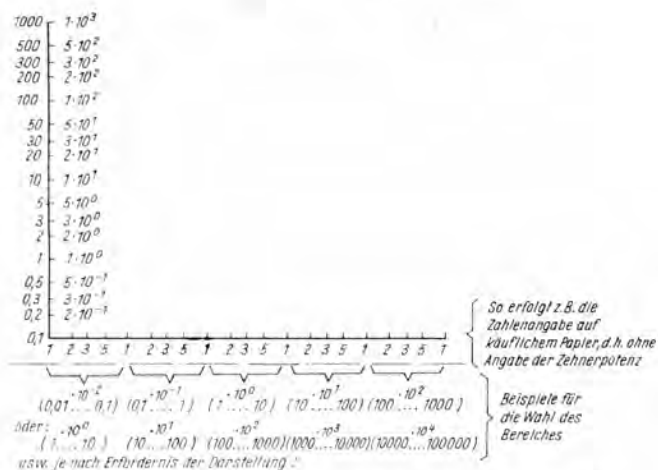 1000 1·10³
500 5·10²
300 3·10²
200 2·10²
100 1·10²
50 5·10¹
30 3·10¹
20 2·10¹
10 1·10¹
5 5·10⁰
3 3·10⁰
2 2·10⁰
1 1·10⁰
0,5 5·10⁻¹
0,3 3·10⁻¹
0,2 2·10⁻¹
0,1
1 2 3 5 1 2 3 5 1 2 3 5 1 2 3 5 1 2 3 5 1
So erfolgt z.B. die
Zahlenangabe auf
käuflichem Papier, d.h. ohne
Angabe der Zehnerpotenz
·10⁻² ·10⁻¹ ·10⁰ ·10¹ ·10²
(0,01....0,1) (0,1....1) (1....10) (10....100) (100....1000)
oder: ·10⁰ ·10¹ ·10² ·10³ ·10⁴
(1....10) (10....100) (100....1000) (1000....10000) (10000....100000)
usw. je nach Erfordernis der Darstellung !
Beispiele für
die Wahl des
Bereiches